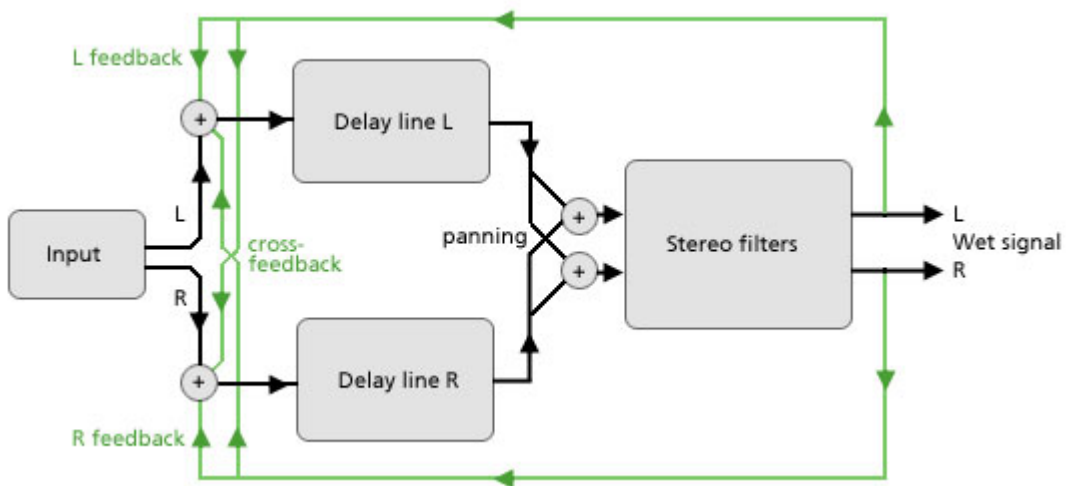 L feedback
+
Delay line L
L
Input
cross-
feedback
panning
+
+
Stereo filters
L
Wet signal
R
R
+
Delay line R
R feedback